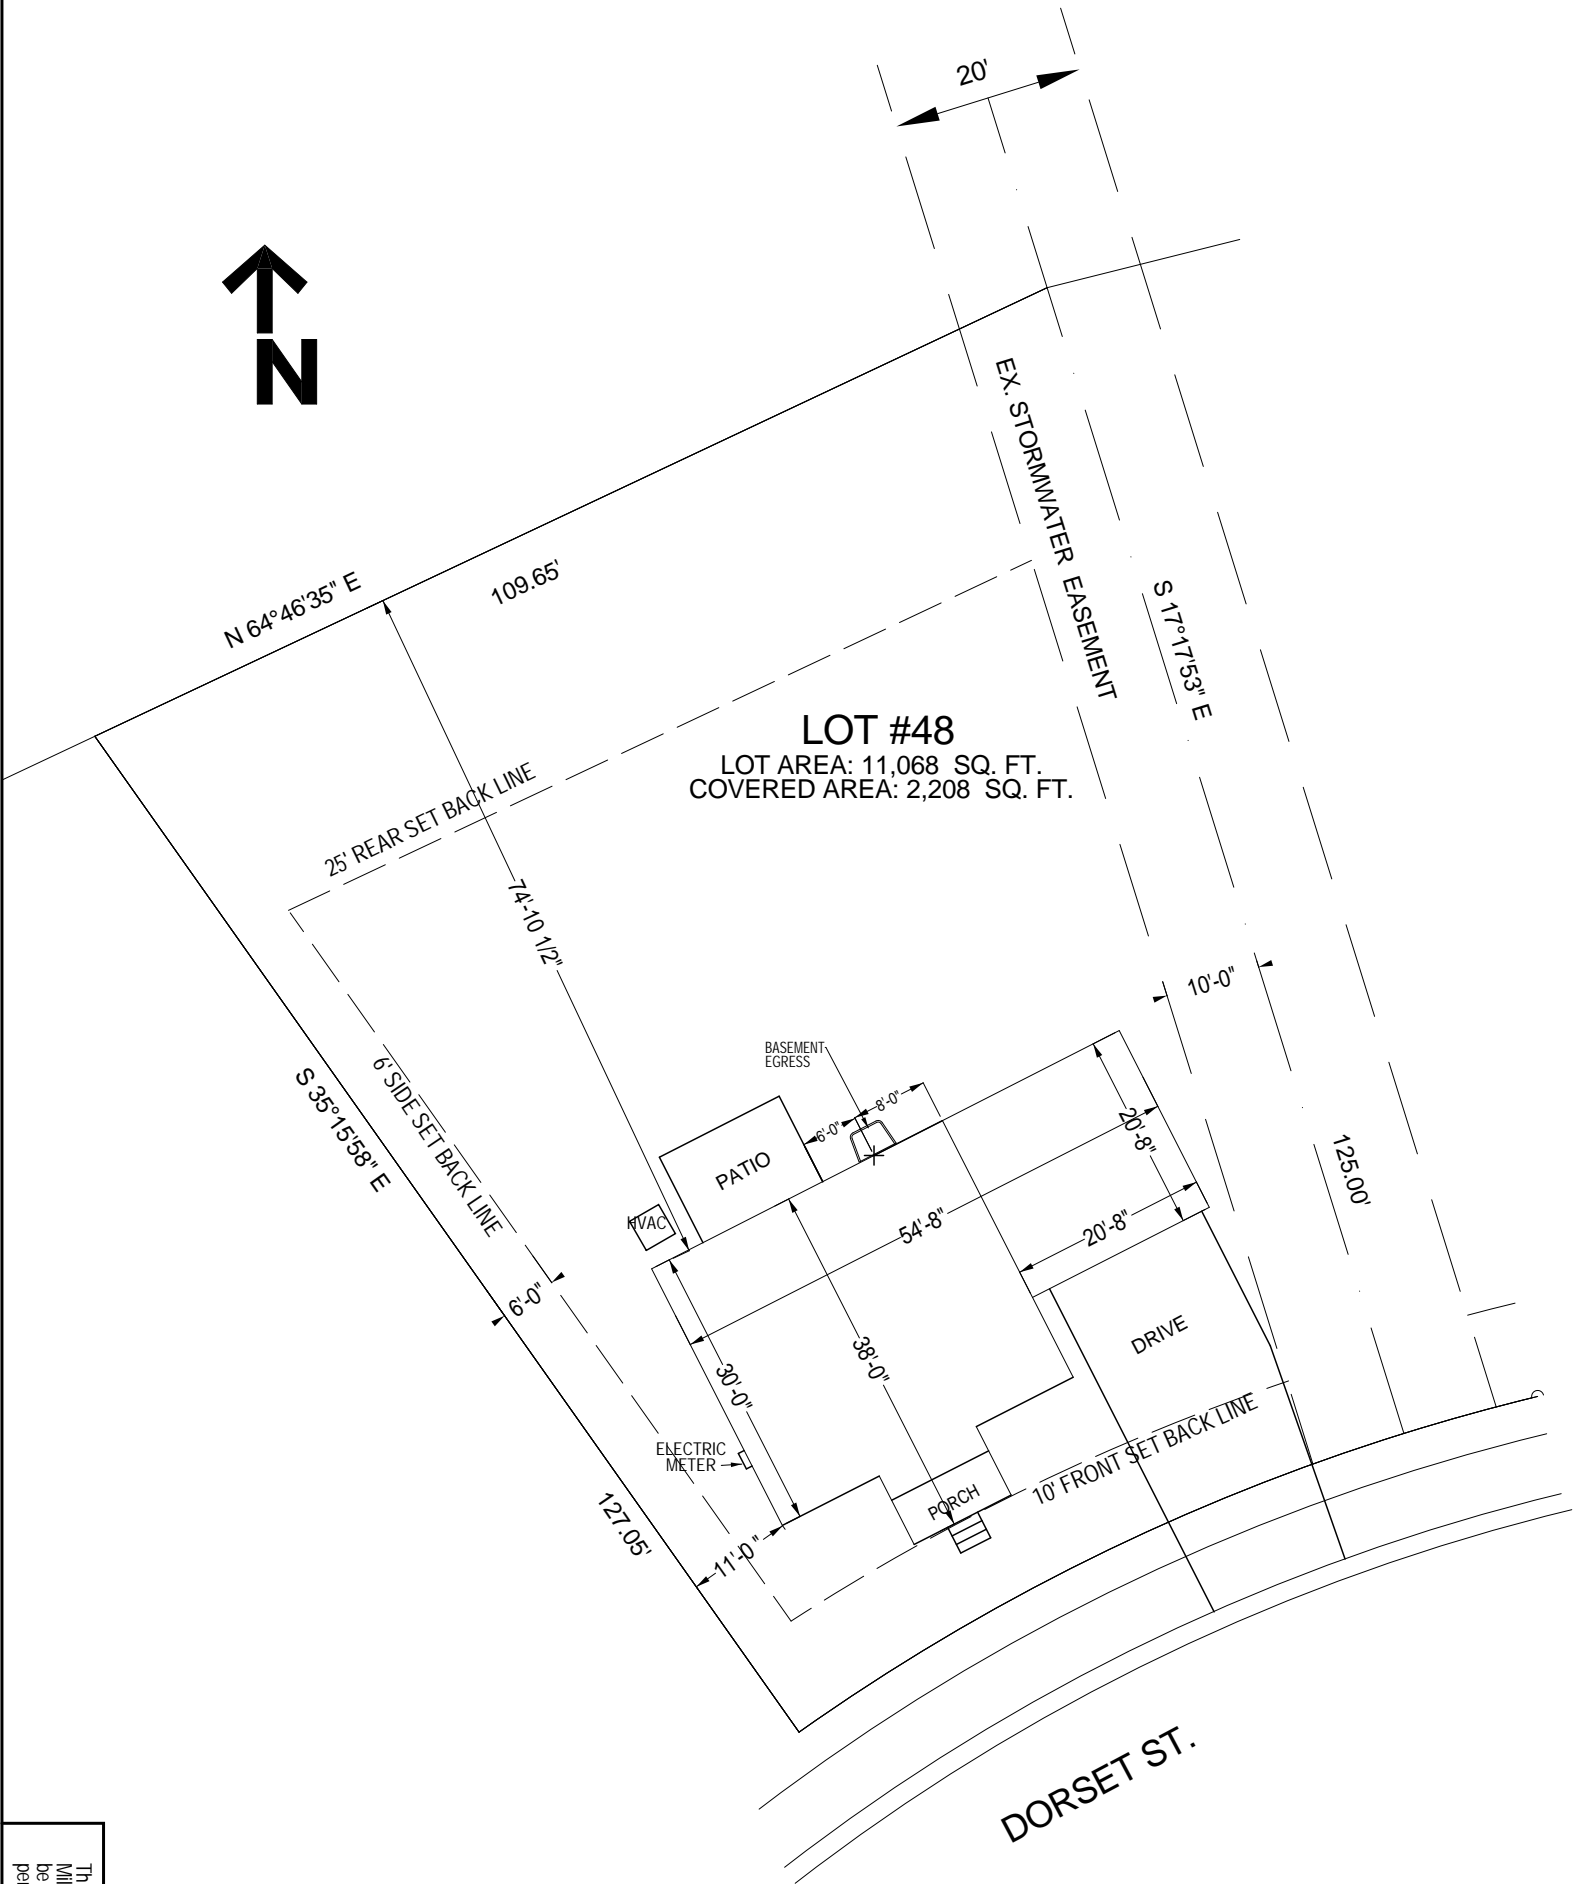 20'
N
EX. STORMWATER EASEMENT
N 64°46'35" E
109.65'
S 17°17'53" E
LOT #48
LOT AREA: 11,068 SQ. FT.
COVERED AREA: 2,208 SQ. FT.
25' REAR SET BACK LINE
74'-10 1/2"
10'-0"
BASEMENT
EGRESS
6' SIDE SET BACK LINE
S 35°15'58" E
8'-0"
6'-0"
20'-8"
125.00'
PATIO
HVAC
54'-8"
20'-8"
6'-0"
DRIVE
38'-0"
30'-0"
10' FRONT SET BACK LINE
ELECTRIC
METER
PORCH
127.05'
11'-0"
DORSET ST.
Th
Mil
be
per